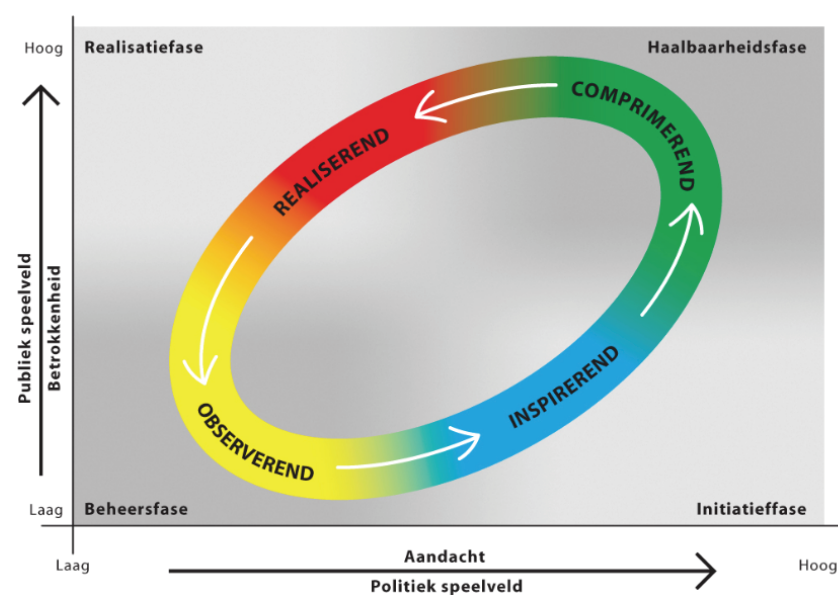 Hoog
Realisatiefase
Haalbaarheidsfase
COMPRIMEREND
REALISEREND
Publiek speelveld
Betrokkenheid
INSPIREREND
OBSERVEREND
Laag
Beheersfase
Initiatieffase
Laag
Aandacht
Hoog
Politiek speelveld